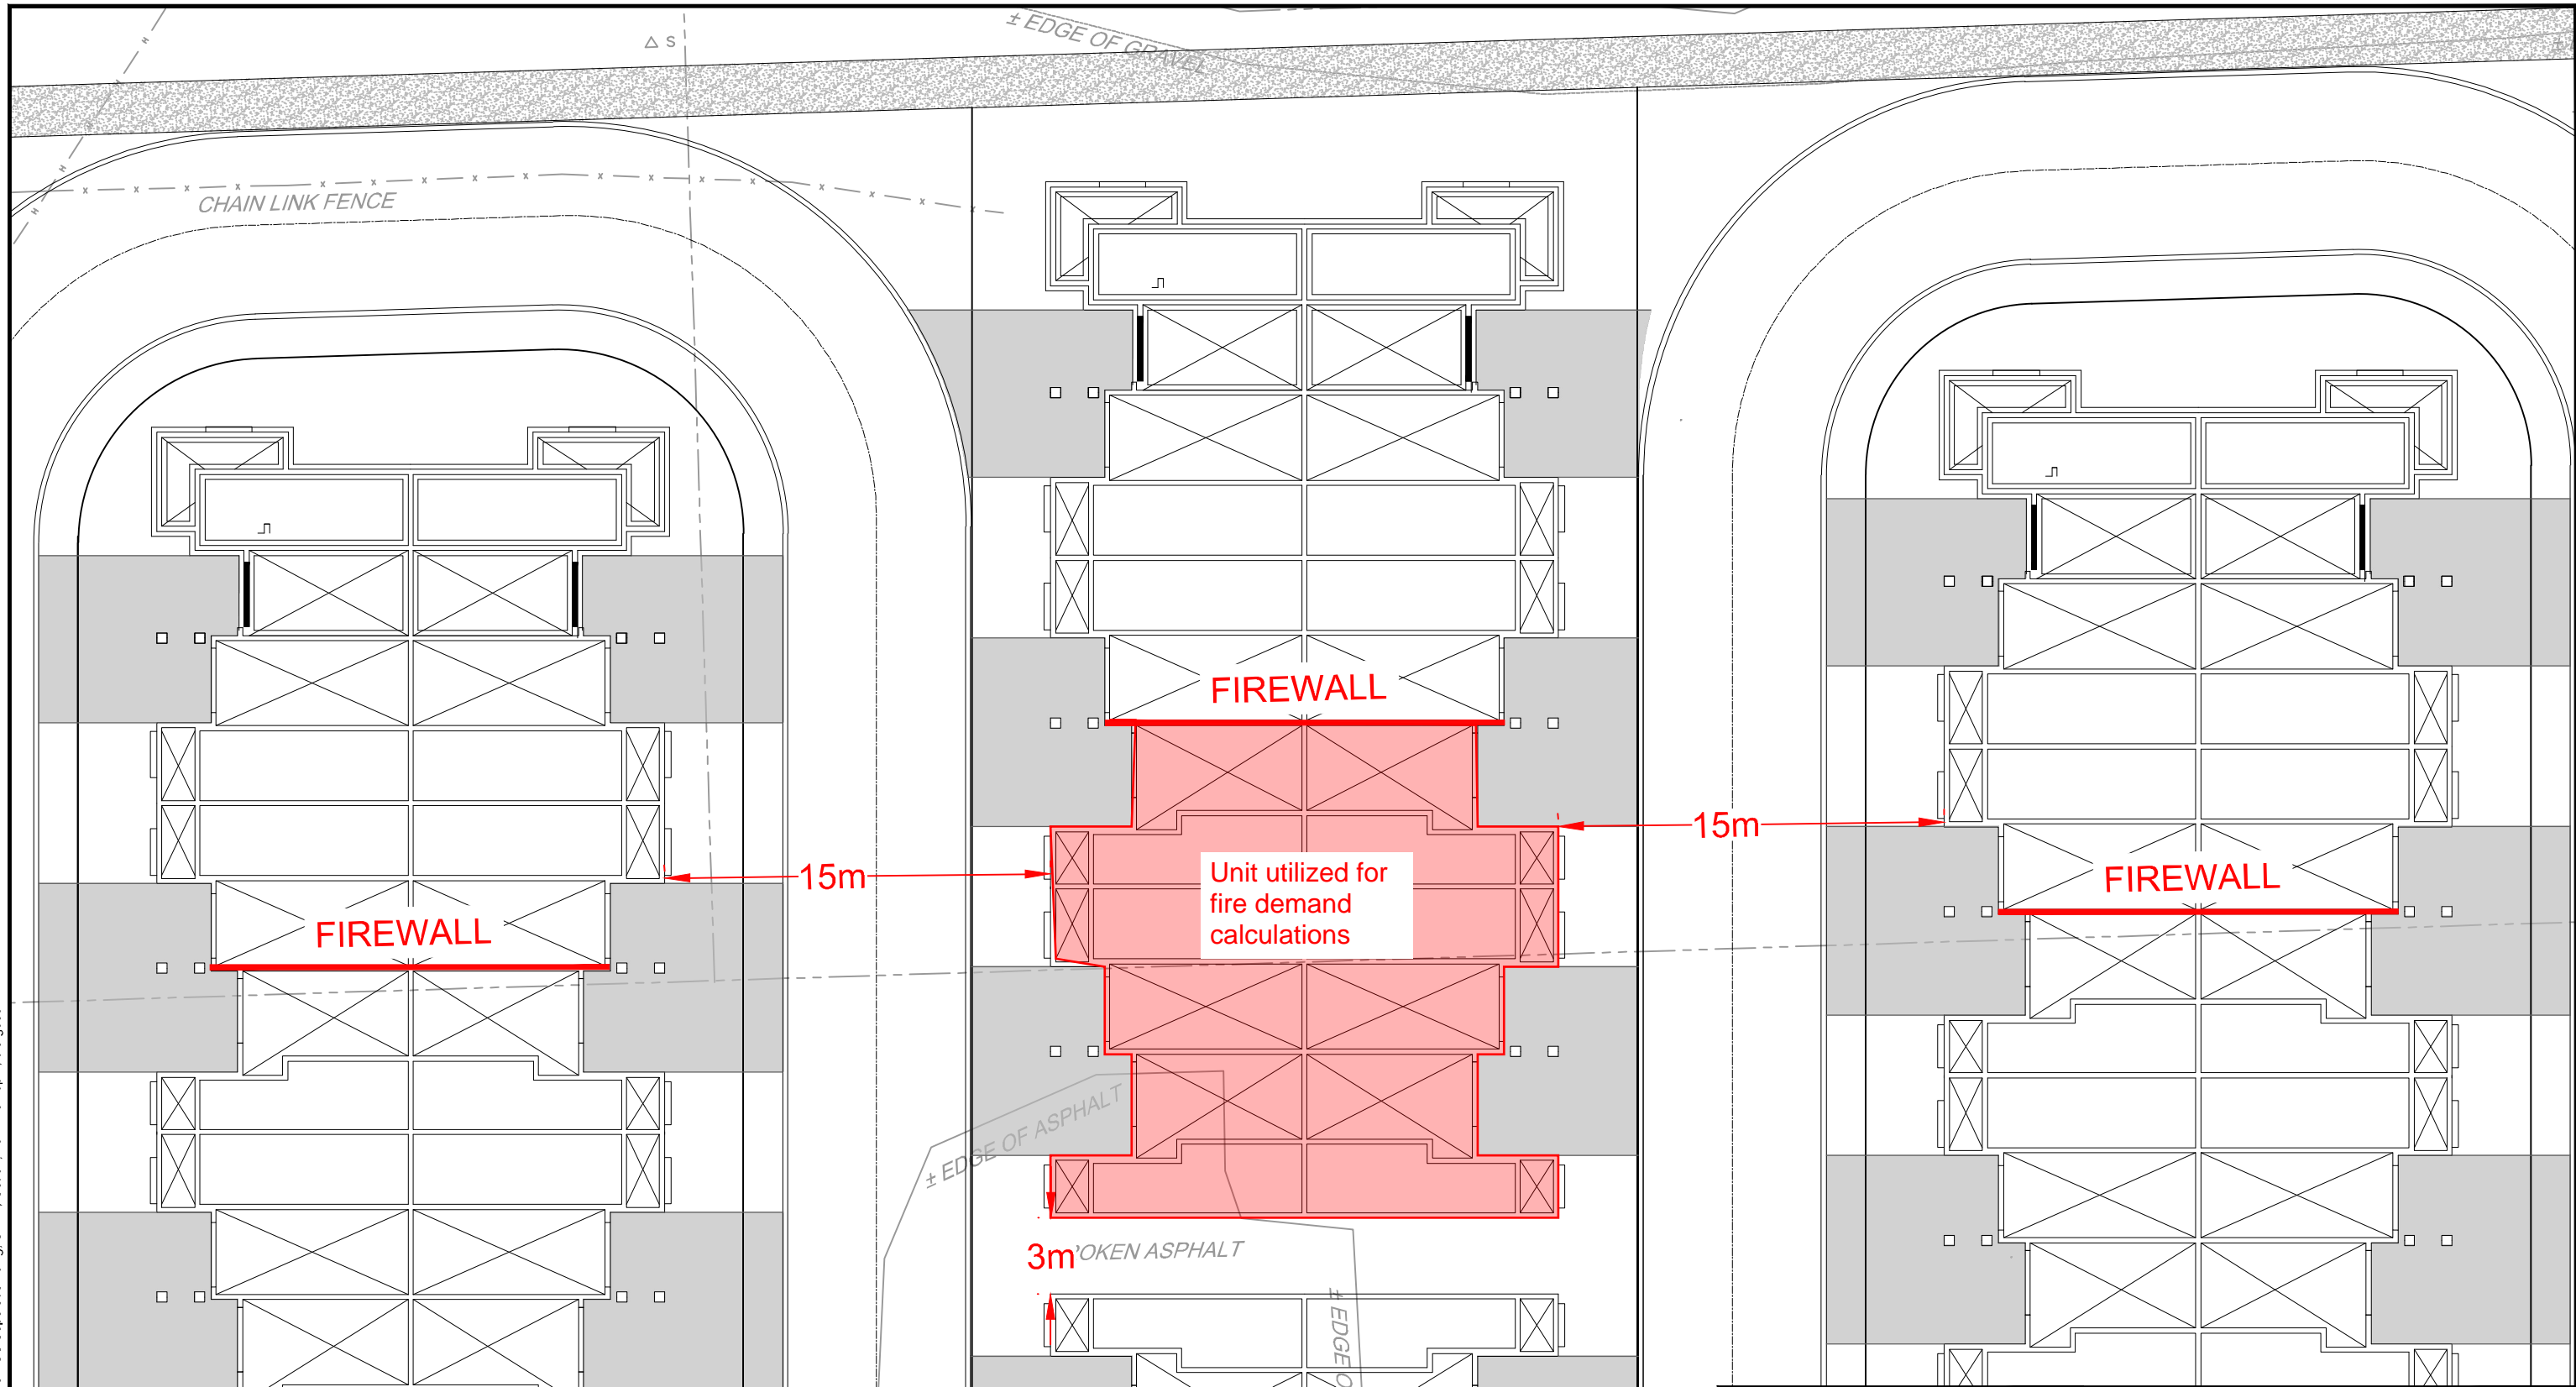 ± EDGE OF GRAVEL
S
CHAIN LINK FENCE
FIREWALL
15m
15m
Unit utilized for
fire demand
calculations
FIREWALL
FIREWALL
± EDGE OF ASPHALT
3m
OKEN ASPHALT
± EDGE O